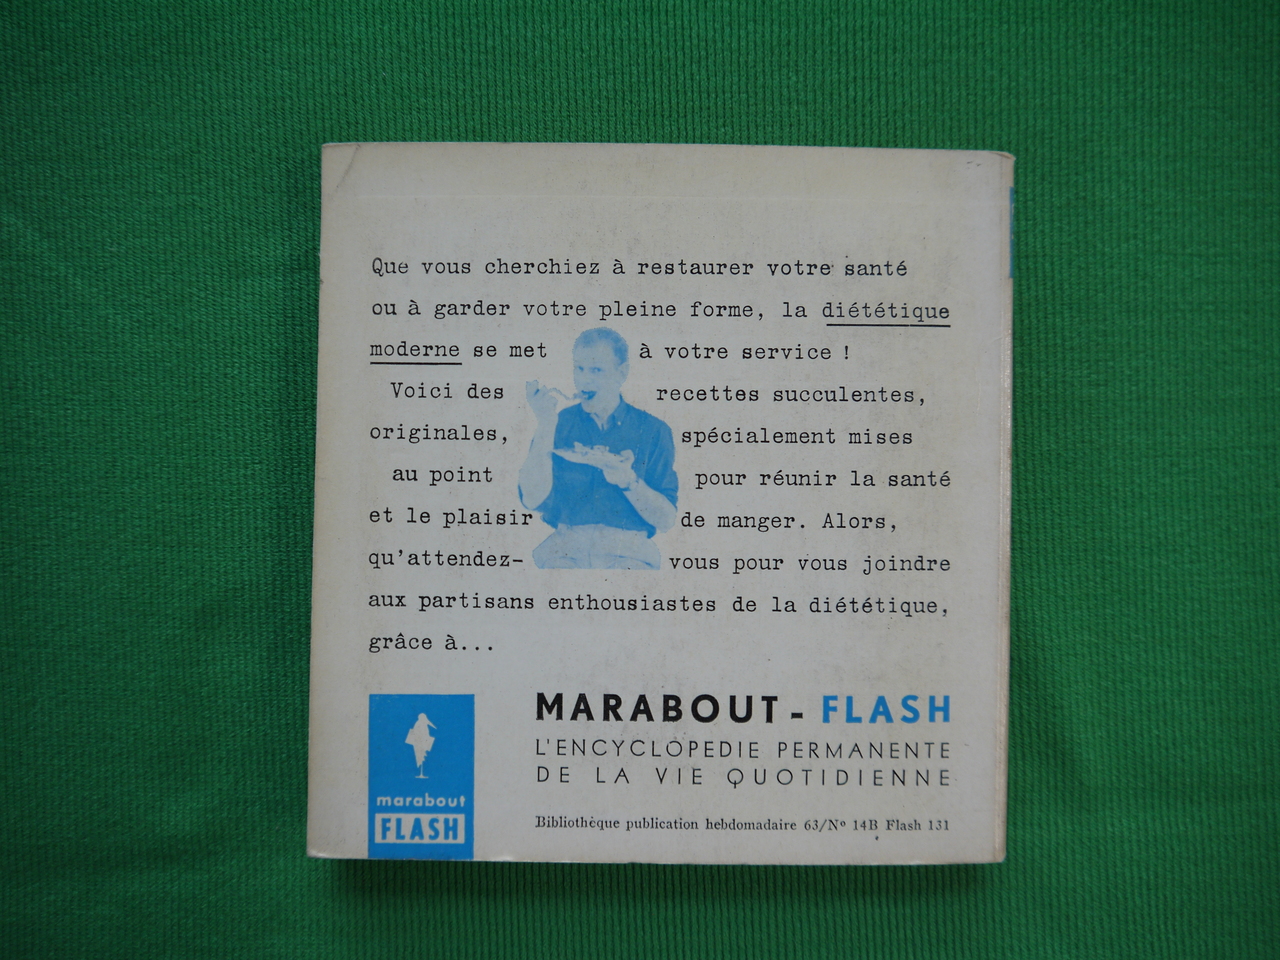 Que vous cherchiez à restaurer votre santé
ou à garder votre pleine forme, la diététique
moderne se met à votre service !
Voici des recettes succulentes,
originales, spécialement mises
au point pour réunir la santé
et le plaisir de manger. Alors,
qu'attendez- vous pour vous joindre
aux partisans enthousiastes de la diététique,
grâce à...
MARABOUT - FLASH
L'ENCYCLOPEDIE PERMANENTE
DE LA VIE QUOTIDIENNE
marabout
FLASH
Bibliothèque publication hebdomadaire 63/Nº 14B Flash 131